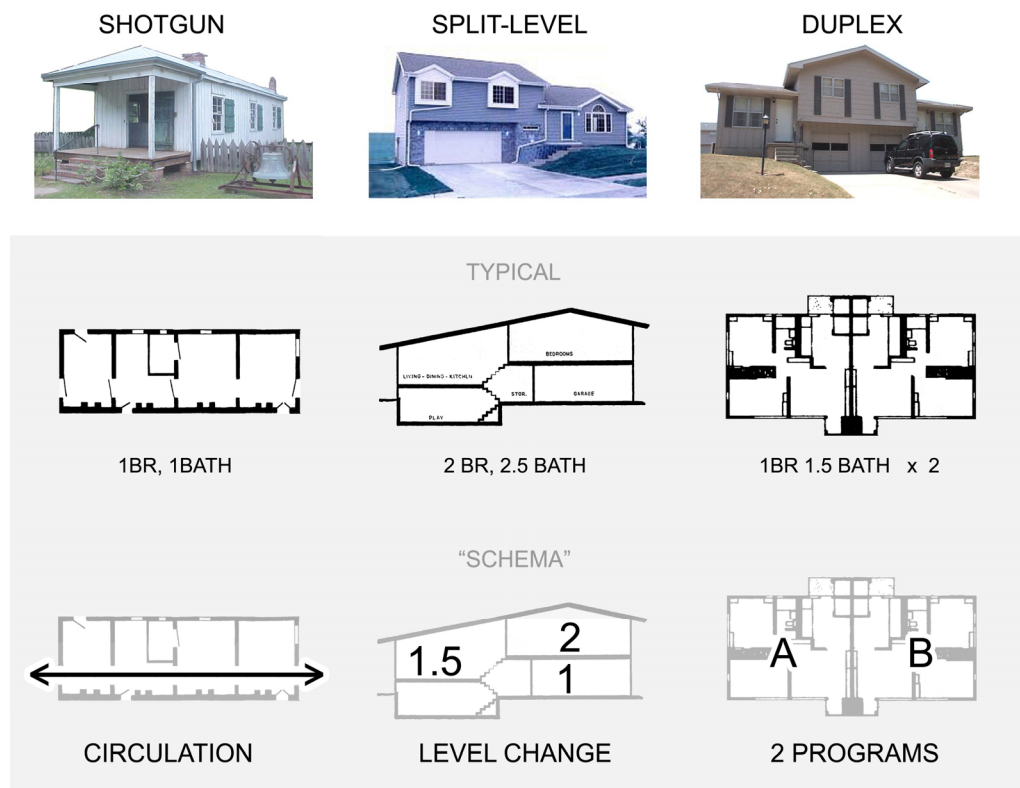 SHOTGUN
SPLIT-LEVEL
DUPLEX
TYPICAL
BEDROOMS
LIVING - DINING - KITCHEN
STOR.
GARAGE
PLAY
1BR, 1BATH
2 BR, 2.5 BATH
1BR 1.5 BATH x 2
“SCHEMA”
1.5
2
1
A
B
CIRCULATION
LEVEL CHANGE
2 PROGRAMS